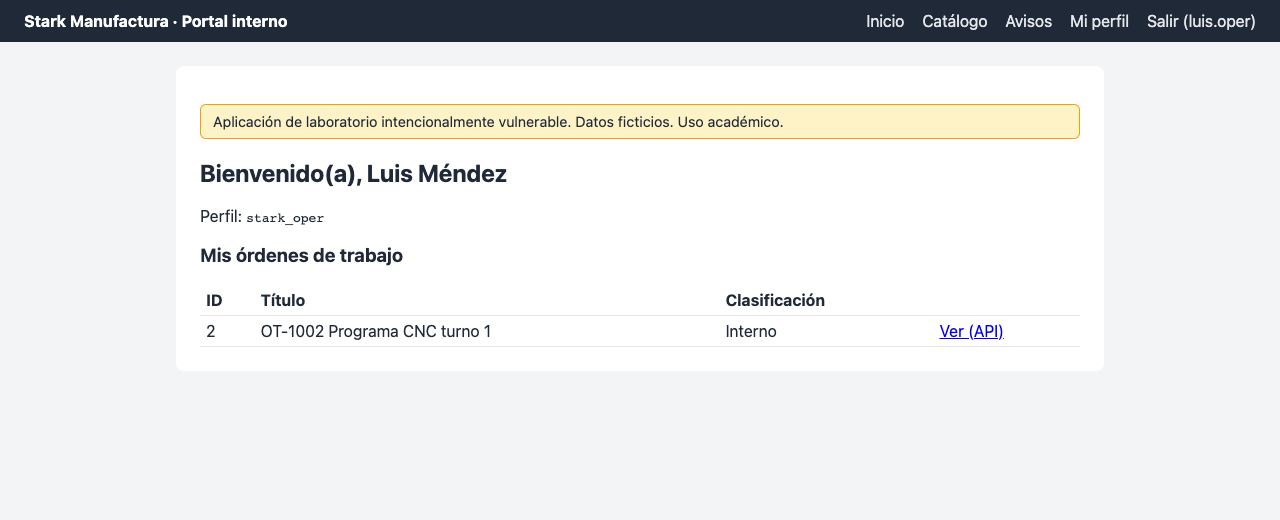 Stark Manufactura · Portal interno
Inicio Catálogo Avisos Mi perfil Salir (luis.oper)
Aplicación de laboratorio intencionalmente vulnerable. Datos ficticios. Uso académico.
Bienvenido(a), Luis Méndez
Perfil: stark_oper
Mis órdenes de trabajo
ID Título Clasificación
2 OT-1002 Programa CNC turno 1 Interno Ver (API)